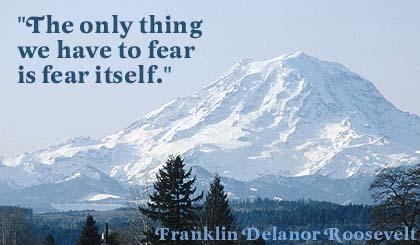 "The only thing
we have to fear
is fear itself."
Franklin Delanor Roosevelt